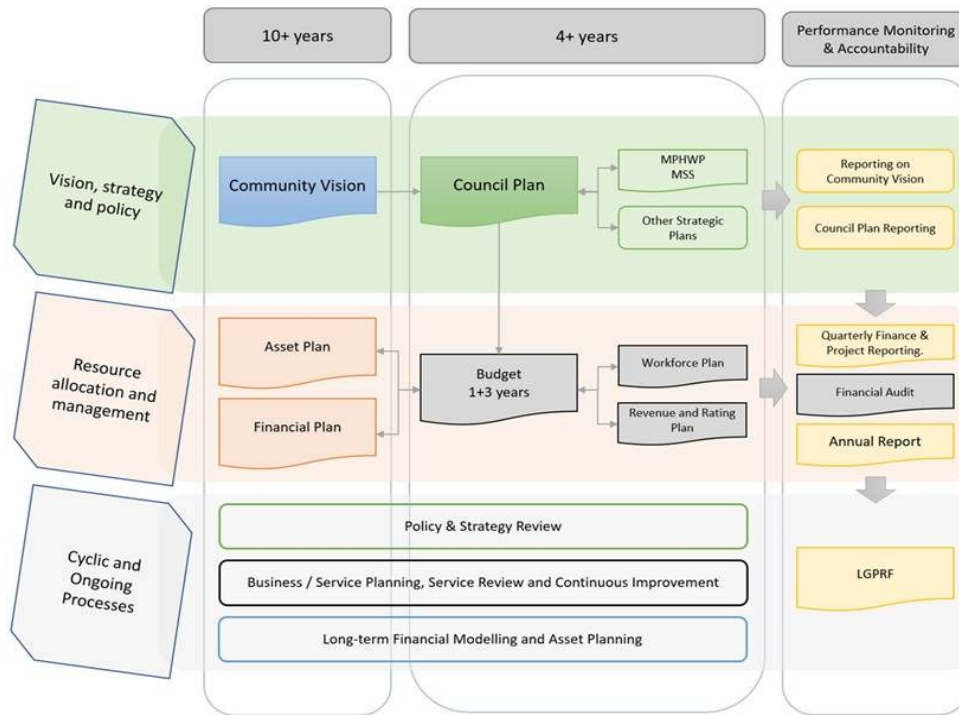 10+ years
4+ years
Performance Monitoring
& Accountability
Vision, strategy
and policy
Community Vision
Council Plan
MPHWP
MSS
Other Strategic
Plans
Reporting on
Community Vision
Council Plan Reporting
Resource
allocation and
management
Asset Plan
Financial Plan
Budget
1+3 years
Workforce Plan
Revenue and Rating
Plan
Quarterly Finance &
Project Reporting.
Financial Audit
Annual Report
Cyclic and
Ongoing
Processes
Policy & Strategy Review
Business / Service Planning, Service Review and Continuous Improvement
Long-term Financial Modelling and Asset Planning
LGPRF